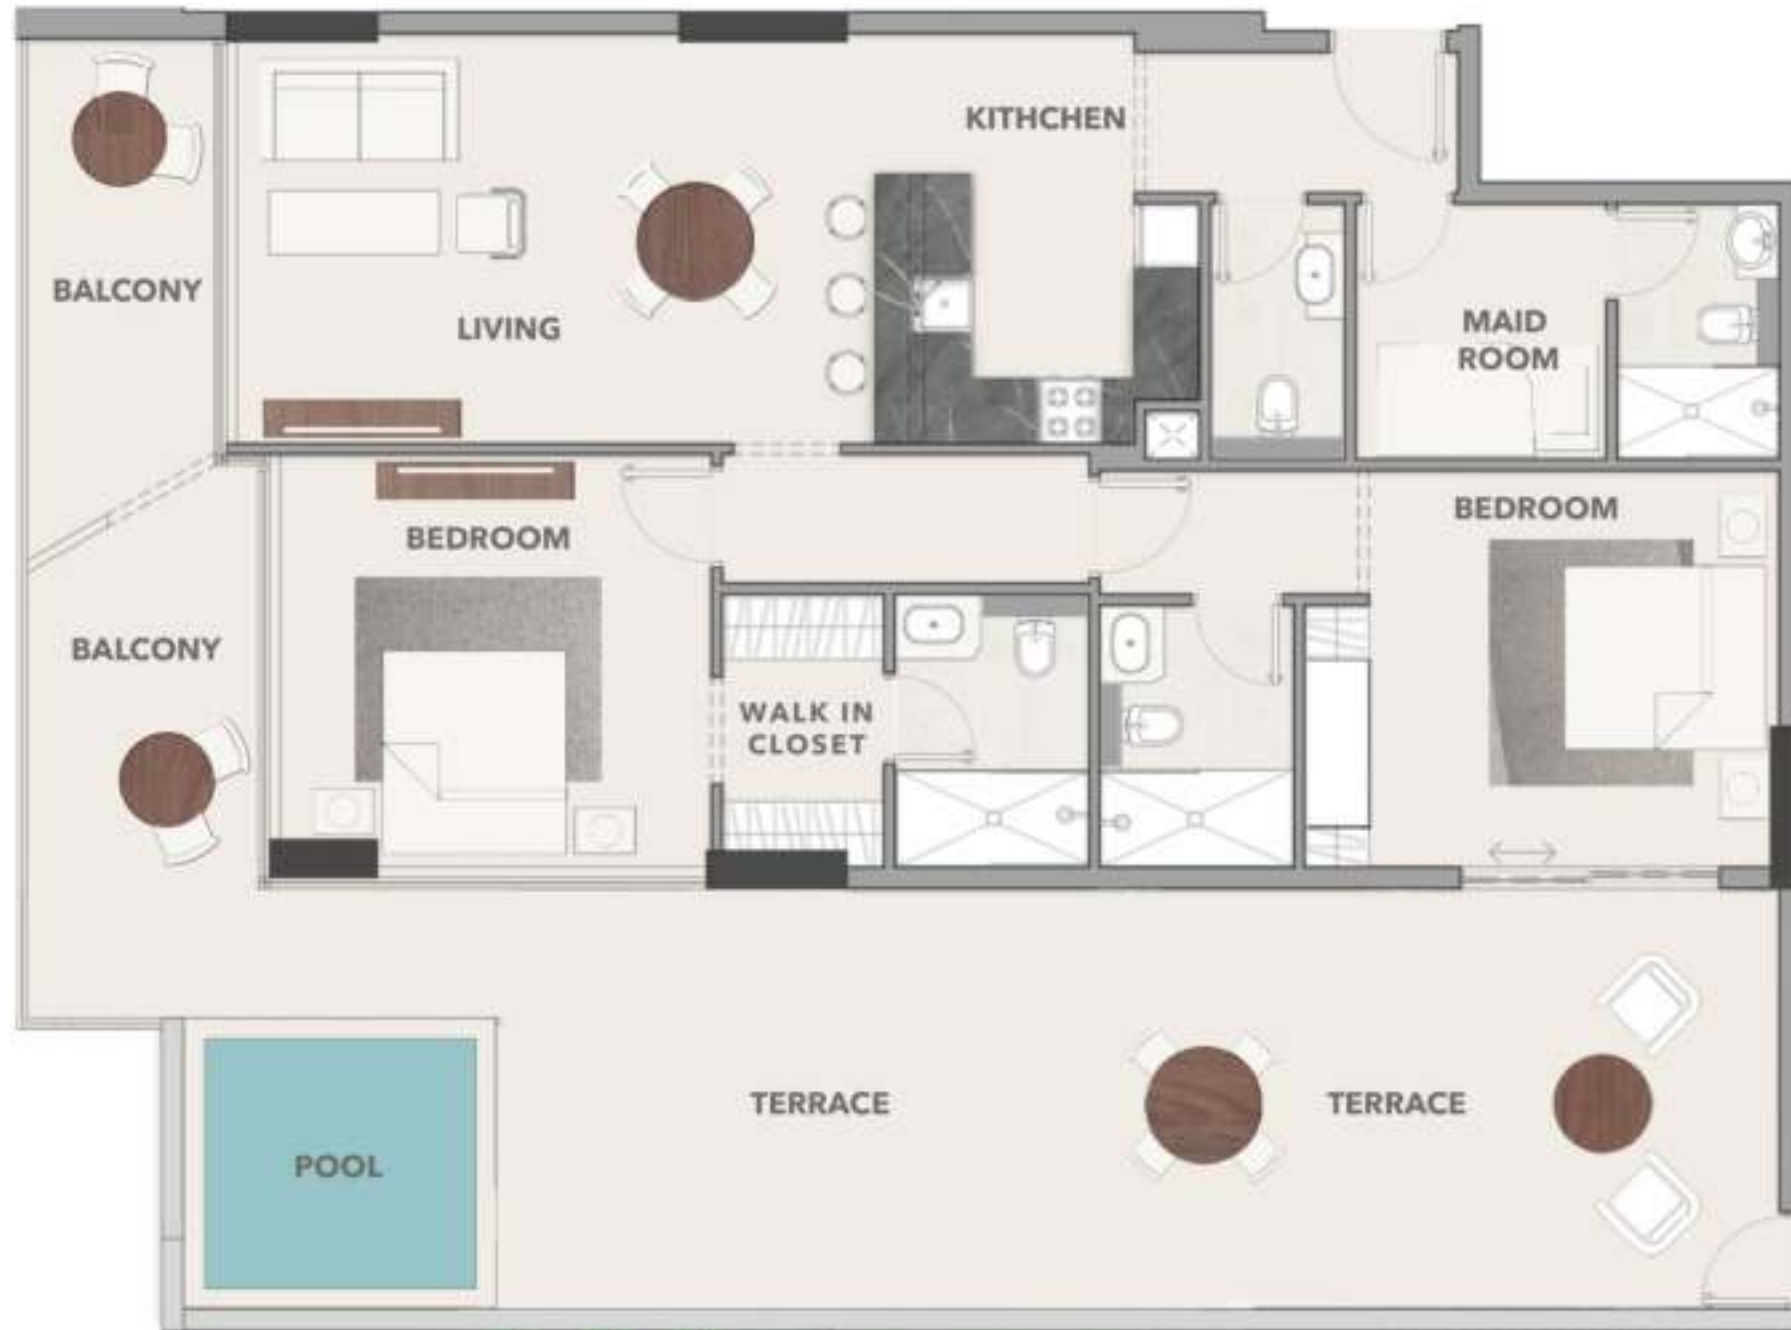 KITHCHEN
BALCONY
LIVING
MAID
ROOM
BEDROOM
BEDROOM
BALCONY
WALK IN
CLOSET
TERRACE
TERRACE
POOL